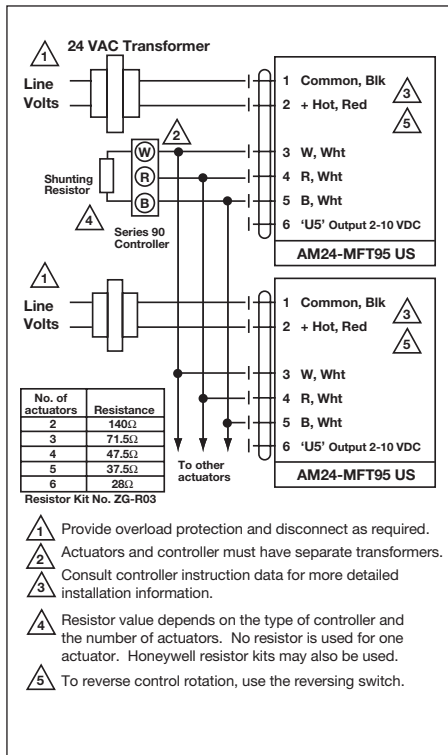 1 24 VAC Transformer
Line
Volts
1 Common, Blk
2 + Hot, Red
3
5
2
W
R
B
3 W, Wht
4 R, Wht
5 B, Wht
6 'U5' Output 2-10 VDC
Shunting
Resistor
4
Series 90
Controller
AM24-MFT95 US
1
Line
Volts
1 Common, Blk
2 + Hot, Red
3
5
3 W, Wht
4 R, Wht
5 B, Wht
6 'U5' Output 2-10 VDC
AM24-MFT95 US
No. of
actuators Resistance
2 140Ω
3 71.5Ω
4 47.5Ω
5 37.5Ω
6 28Ω
Resistor Kit No. ZG-R03
To other
actuators
1 Provide overload protection and disconnect as required.
2 Actuators and controller must have separate transformers.
3 Consult controller instruction data for more detailed
installation information.
4 Resistor value depends on the type of controller and
the number of actuators. No resistor is used for one
actuator. Honeywell resistor kits may also be used.
5 To reverse control rotation, use the reversing switch.